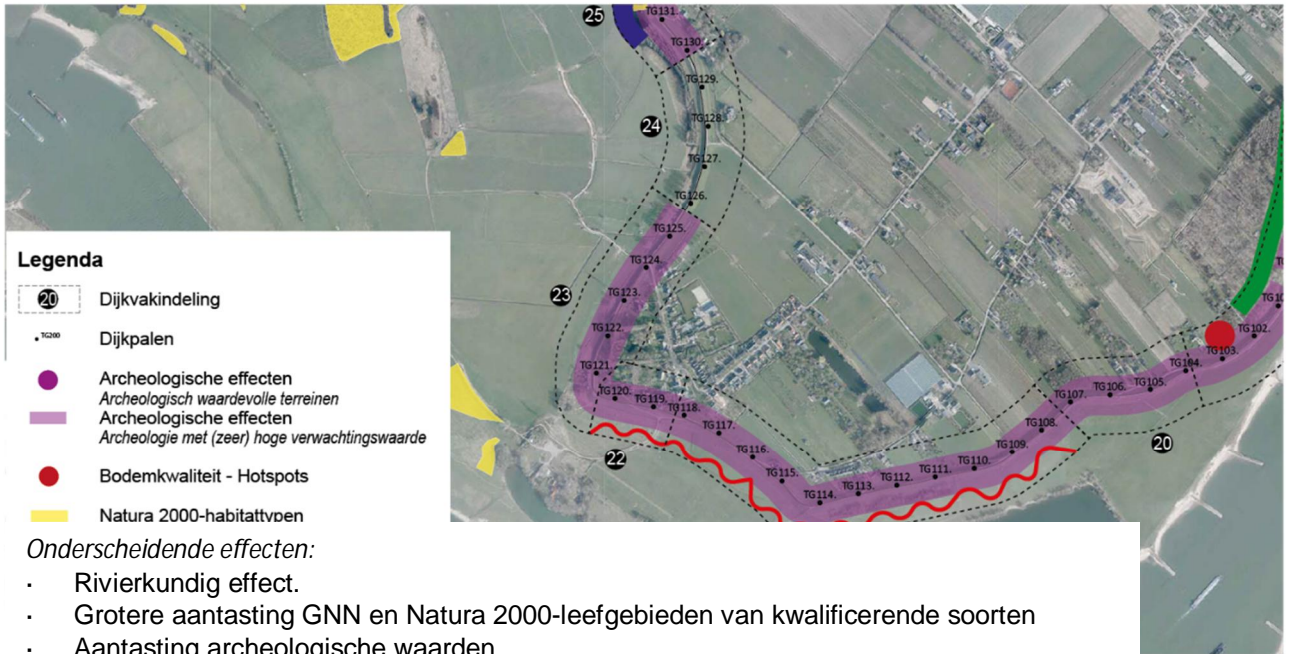 25
TG131.
TG130.
TG129.
24
TG128.
TG127.
TG126.
TG125.
TG124.
23
TG123.
TG122.
TG121.
TG120.
TG119.
TG118.
TG117.
22
TG116.
TG115.
TG114.
TG113.
TG112.
TG111.
TG110.
TG109.
TG108.
TG107.
TG106.
TG105.
TG104.
TG103.
TG102.
20
Legenda
20 Dijkvakindeling
TG200 Dijkpalen
Archeologische effecten
Archeologisch waardevolle terreinen
Archeologische effecten
Archeologie met (zeer) hoge verwachtingswaarde
Bodemkwaliteit - Hotspots
Natura 2000-habitattypen
Onderscheidende effecten:
· Rivierkundig effect.
· Grotere aantasting GNN en Natura 2000-leefgebieden van kwalificerende soorten
· Aantasting archeologische waarden